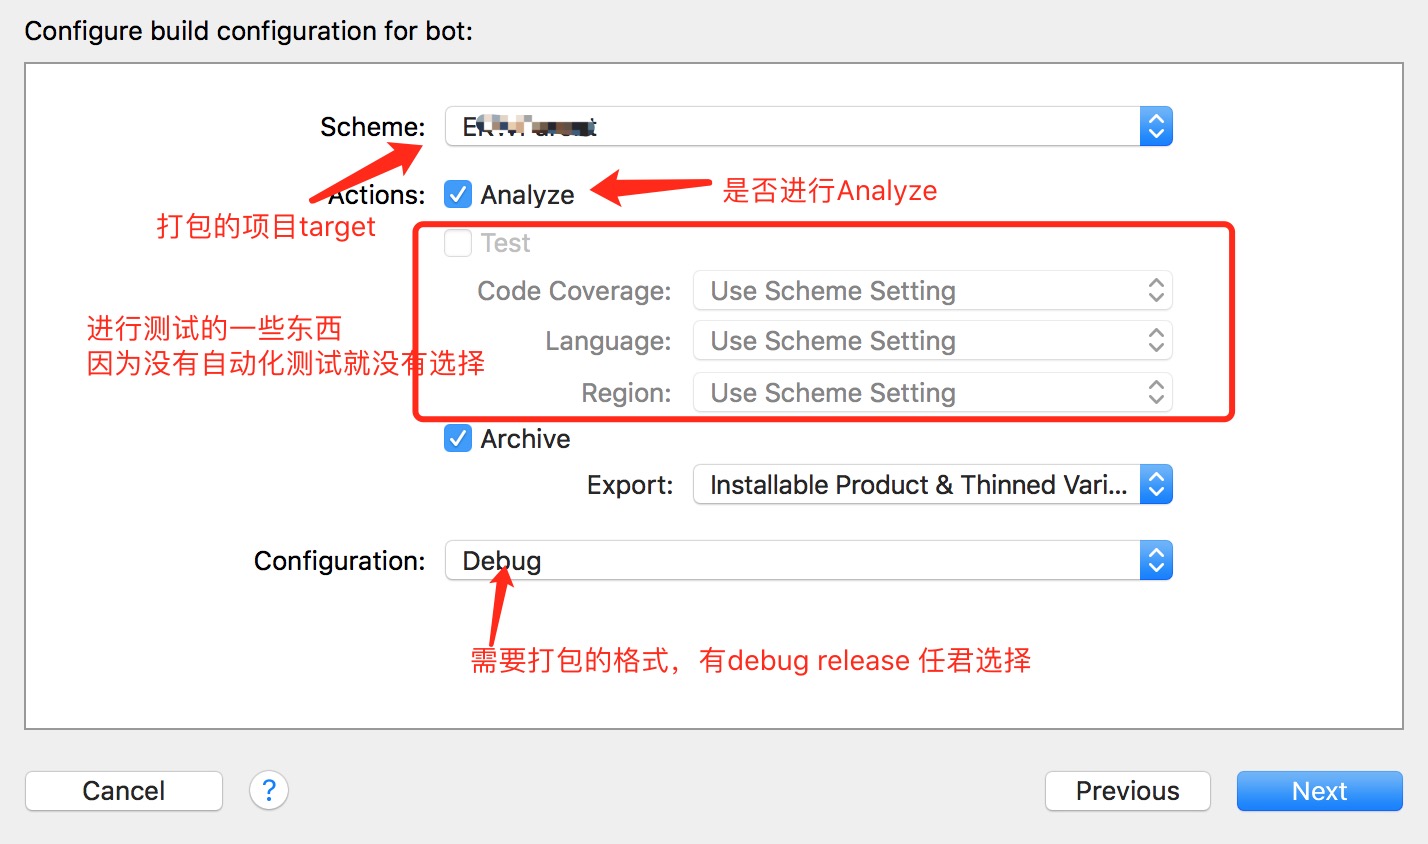 Configure build configuration for bot:
Scheme:
Actions:
Analyze
是否进行Analyze
打包的项目target
Test
Code Coverage: Use Scheme Setting
进行测试的一些东西
Language: Use Scheme Setting
因为没有自动化测试就没有选择
Region: Use Scheme Setting
Archive
Export: Installable Product & Thinned Vari...
Configuration: Debug
需要打包的格式，有debug release 任君选择
Cancel
?
Previous
Next